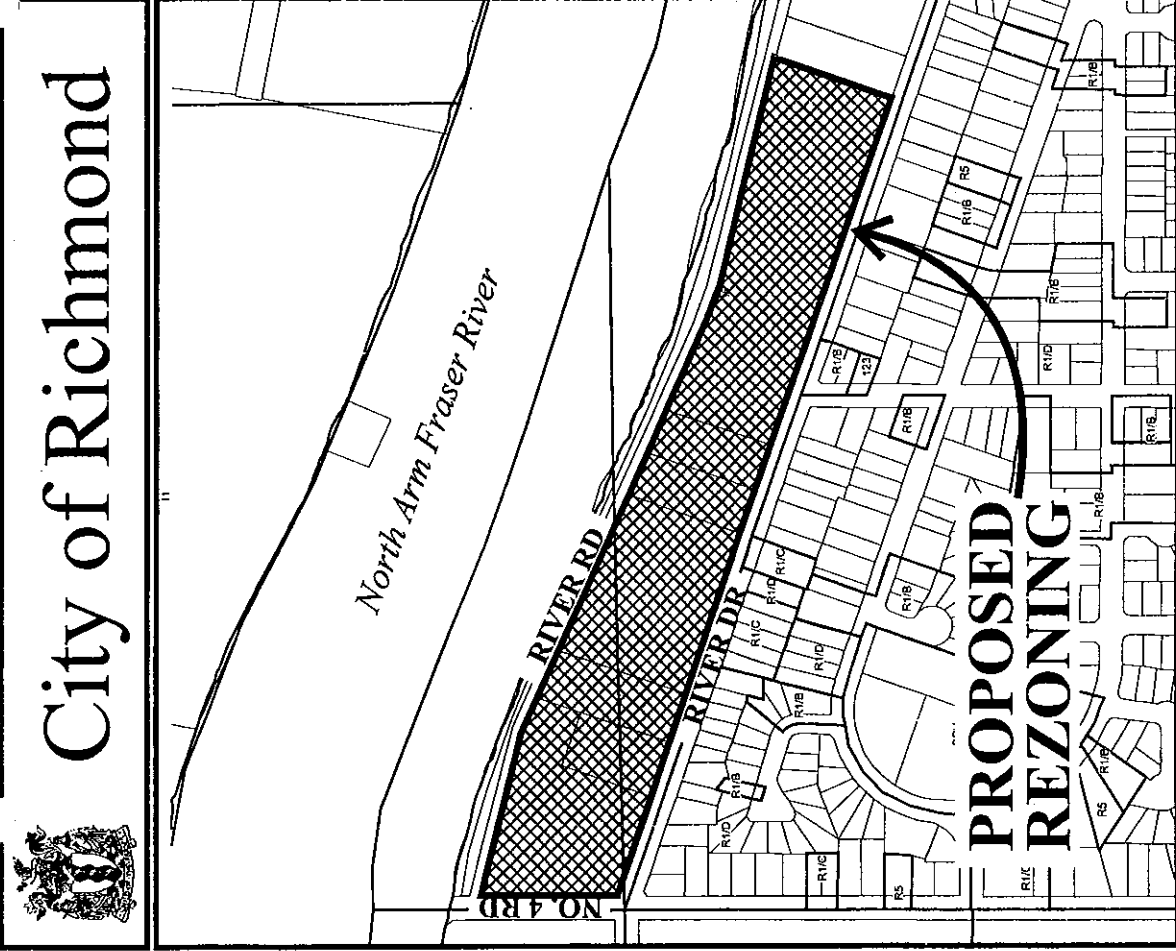 City of Richmond
North Arm Fraser River
RIVER RD
NO. 4 RD
RIVER DR
PROPOSED
REZONING
R1/B
R5
R1/B
R1/B
R1/D
R1/B
123
R1/B
R1/B
R1/B
R1/C
R1/D
R1/C
R1/D
R1/B
R1/B
R1/B
R1/D
R1/C
R5
R1/B
R5